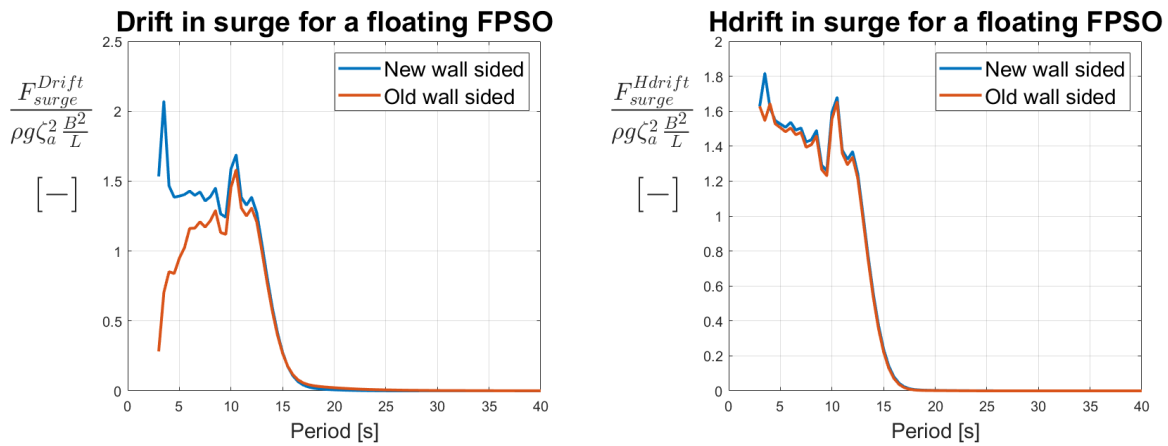 Drift in surge for a floating FPSO
2.5
2
1.5
1
0.5
0
F_{surge}^{Drift}
ρgζ_a^2 \frac{B^2}{L}
[—]
New wall sided
Old wall sided
0 5 10 15 20 25 30 35 40
Period [s]
Hdrift in surge for a floating FPSO
2
1.8
1.6
1.4
1.2
1
0.8
0.6
0.4
0.2
0
F_{surge}^{Hdrift}
ρgζ_a^2 \frac{B^2}{L}
[—]
New wall sided
Old wall sided
0 5 10 15 20 25 30 35 40
Period [s]